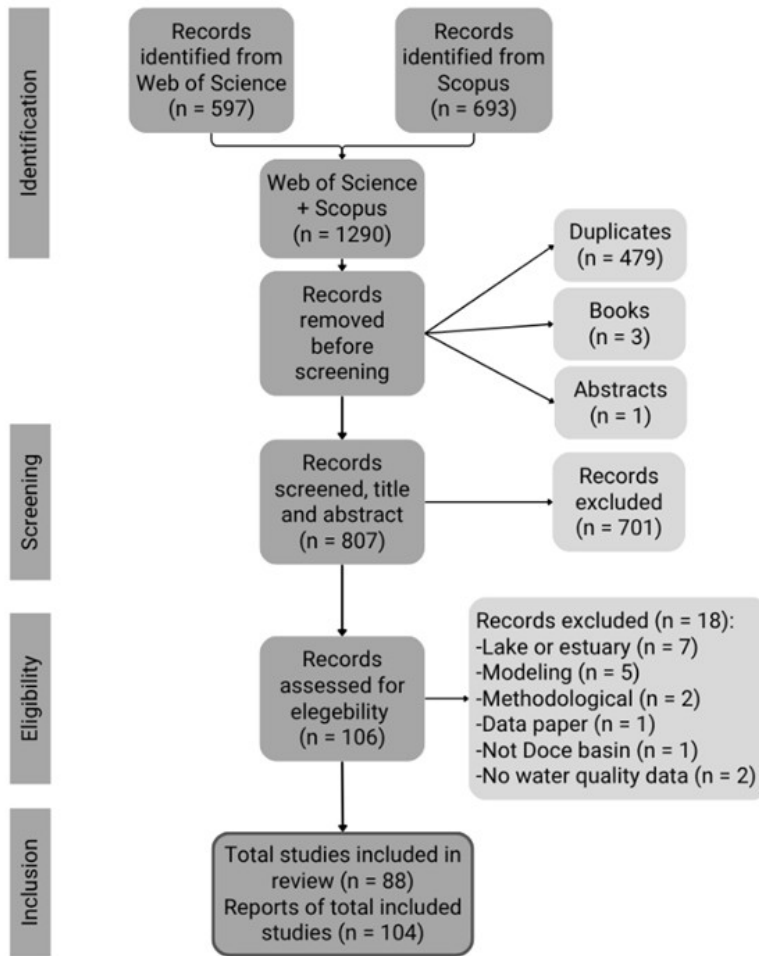 Identification
Records
identified from
Web of Science
(n = 597)
Records
identified from
Scopus
(n = 693)
Web of Science
+ Scopus
(n = 1290)
Records
removed
before
screening
Duplicates
(n = 479)
Books
(n = 3)
Abstracts
(n = 1)
Screening
Records
screened, title
and abstract
(n = 807)
Records
excluded
(n = 701)
Eligibility
Records
assessed for
elegebility
(n = 106)
Records excluded (n = 18):
-Lake or estuary (n = 7)
-Modeling (n = 5)
-Methodological (n = 2)
-Data paper (n = 1)
-Not Doce basin (n = 1)
-No water quality data (n = 2)
Inclusion
Total studies included in
review (n = 88)
Reports of total included
studies (n = 104)